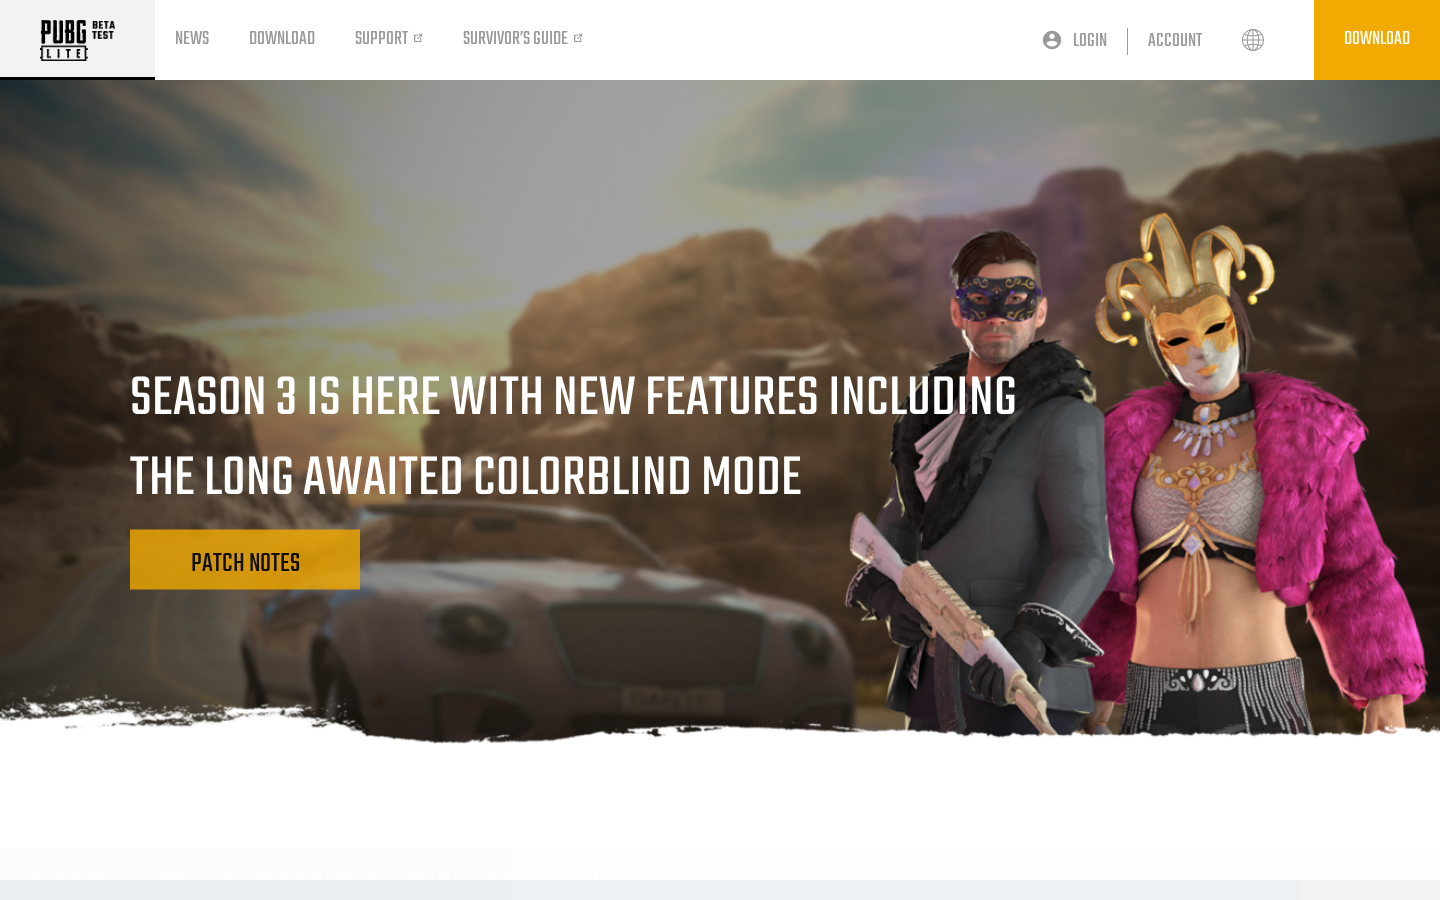 PUBG BETA TEST
LITE
NEWS
DOWNLOAD
SUPPORT
SURVIVOR'S GUIDE
LOGIN
ACCOUNT
DOWNLOAD
SEASON 3 IS HERE WITH NEW FEATURES INCLUDING
THE LONG AWAITED COLORBLIND MODE
PATCH NOTES